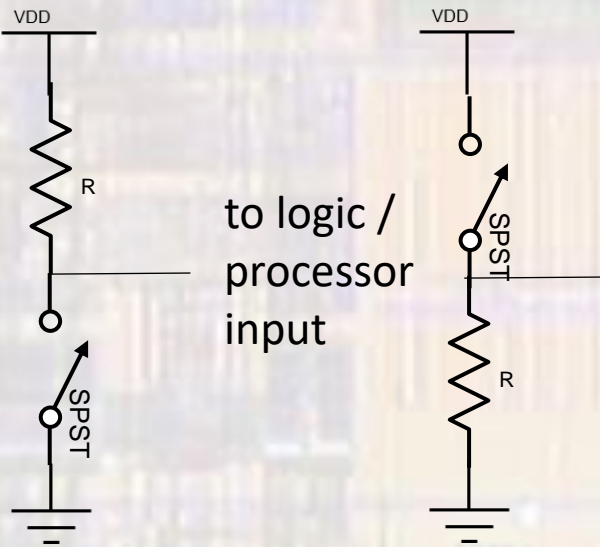 VDD
R
SPST
to logic /
processor
input
VDD
SPST
R